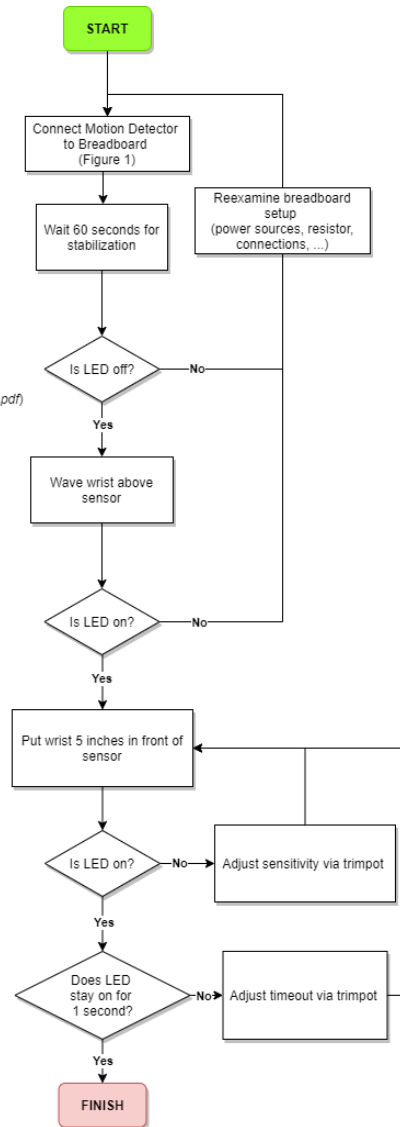 START
Connect Motion Detector
to Breadboard
(Figure 1)
Reexamine breadboard
setup
(power sources, resistor,
connections, ...)
Wait 60 seconds for
stabilization
Is LED off?
No
pdf)
Yes
Wave wrist above
sensor
Is LED on?
No
Yes
Put wrist 5 inches in front of
sensor
Is LED on?
No
Adjust sensitivity via trimpot
Yes
Does LED
stay on for
1 second?
No
Adjust timeout via trimpot
Yes
FINISH